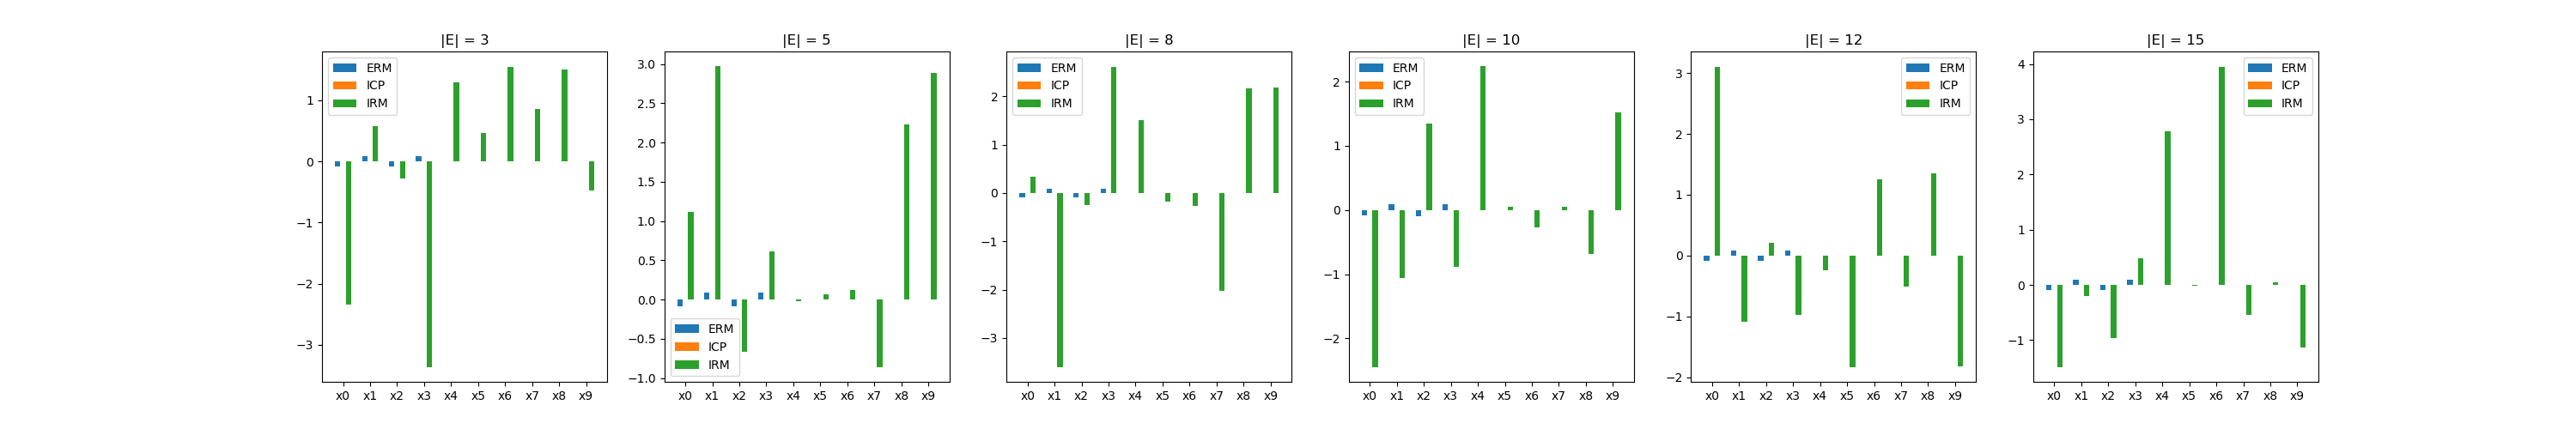 |E| = 3
ERM
ICP
IRM
1
0
−1
−2
−3
x0 x1 x2 x3 x4 x5 x6 x7 x8 x9
|E| = 5
3.0
2.5
2.0
1.5
1.0
0.5
0.0
−0.5
−1.0
ERM
ICP
IRM
x0 x1 x2 x3 x4 x5 x6 x7 x8 x9
|E| = 8
ERM
ICP
IRM
2
1
0
−1
−2
−3
x0 x1 x2 x3 x4 x5 x6 x7 x8 x9
|E| = 10
ERM
ICP
IRM
2
1
0
−1
−2
x0 x1 x2 x3 x4 x5 x6 x7 x8 x9
|E| = 12
ERM
ICP
IRM
3
2
1
0
−1
−2
x0 x1 x2 x3 x4 x5 x6 x7 x8 x9
|E| = 15
ERM
ICP
IRM
4
3
2
1
0
−1
x0 x1 x2 x3 x4 x5 x6 x7 x8 x9